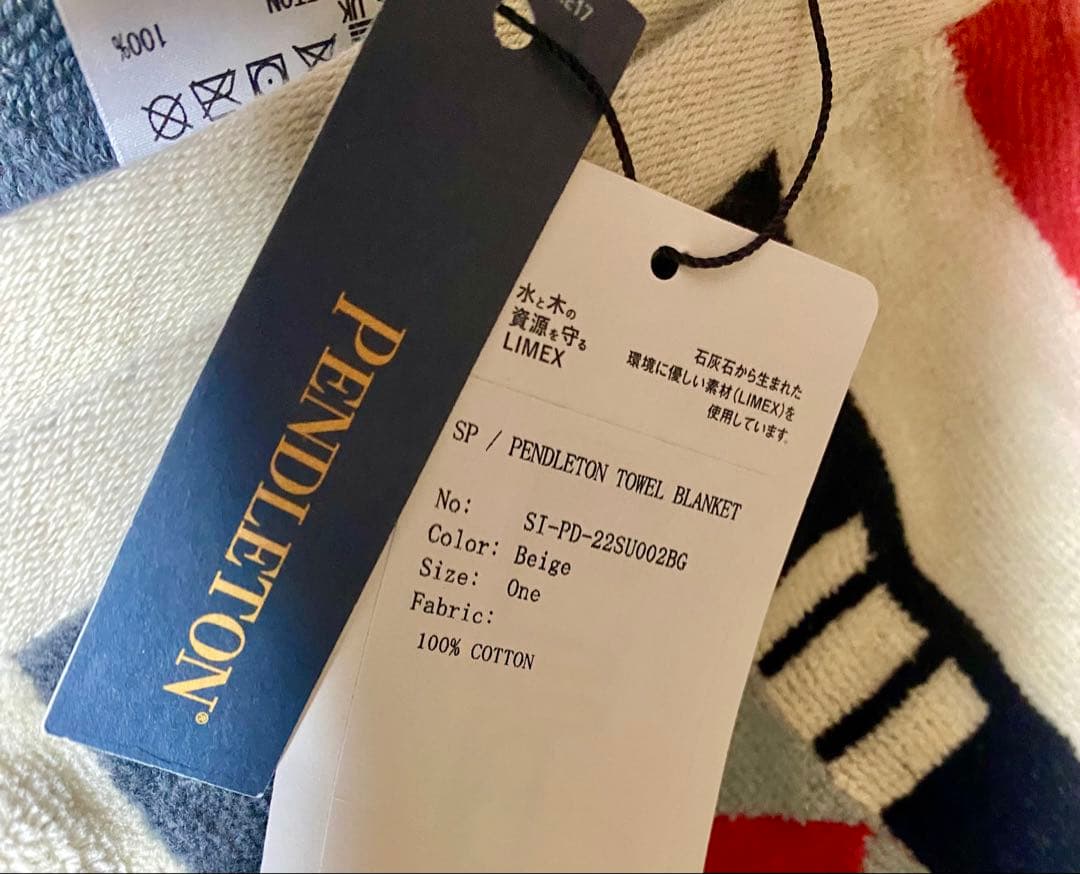 100%
PENDLETON®
水と木の
資源を守る
LIMEX
石灰石から生まれた
環境に優しい素材(LIMEX)を
使用しています。
SP / PENDLETON TOWEL BLANKET
No: SI-PD-22SU002BG
Color: Beige
Size: One
Fabric:
100% COTTON